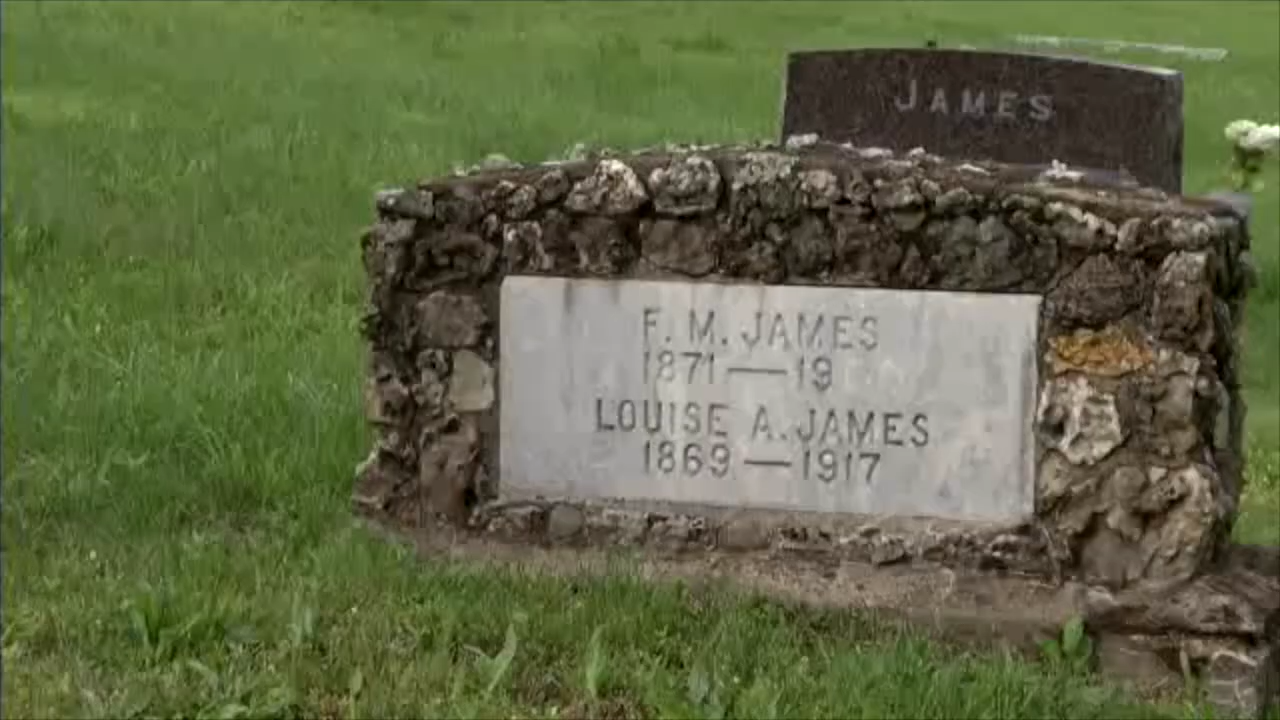 JAMES
F. M. JAMES
1871—19
LOUISE A. JAMES
1869—1917